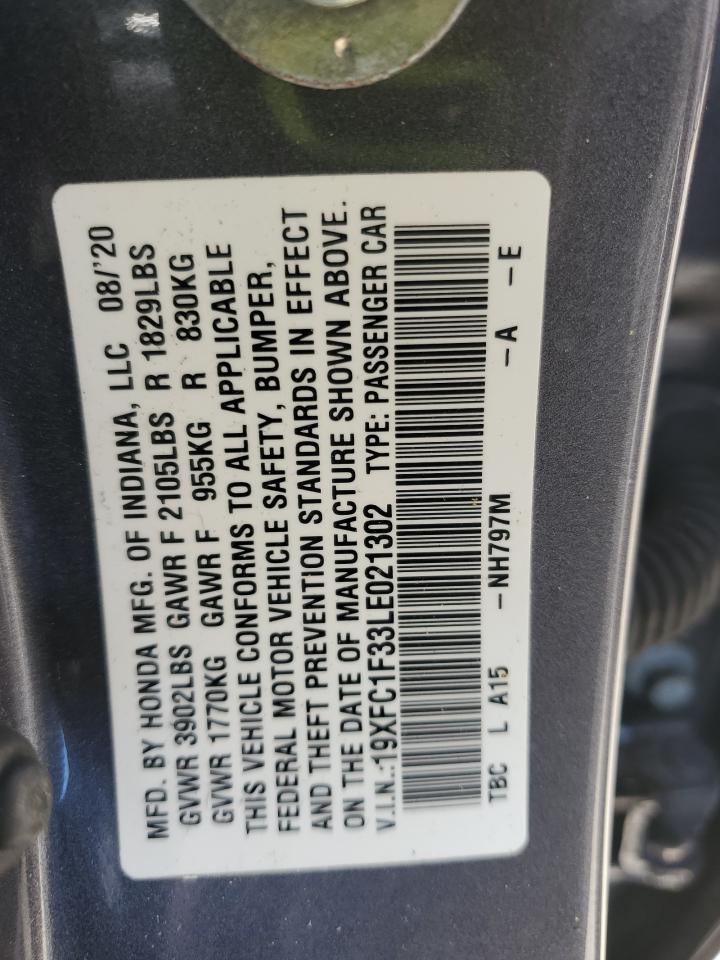 MFD. BY HONDA MFG. OF INDIANA, LLC 08/'20
GVWR 3902LBS GAWR F 2105LBS R 1829LBS
GVWR 1770KG GAWR F 955KG R 830KG
THIS VEHICLE CONFORMS TO ALL APPLICABLE
FEDERAL MOTOR VEHICLE SAFETY, BUMPER,
AND THEFT PREVENTION STANDARDS IN EFFECT
ON THE DATE OF MANUFACTURE SHOWN ABOVE.
V.I.N.:19XFC1F33LE021302 TYPE: PASSENGER CAR
TBC L A15 -NH797M -A -E